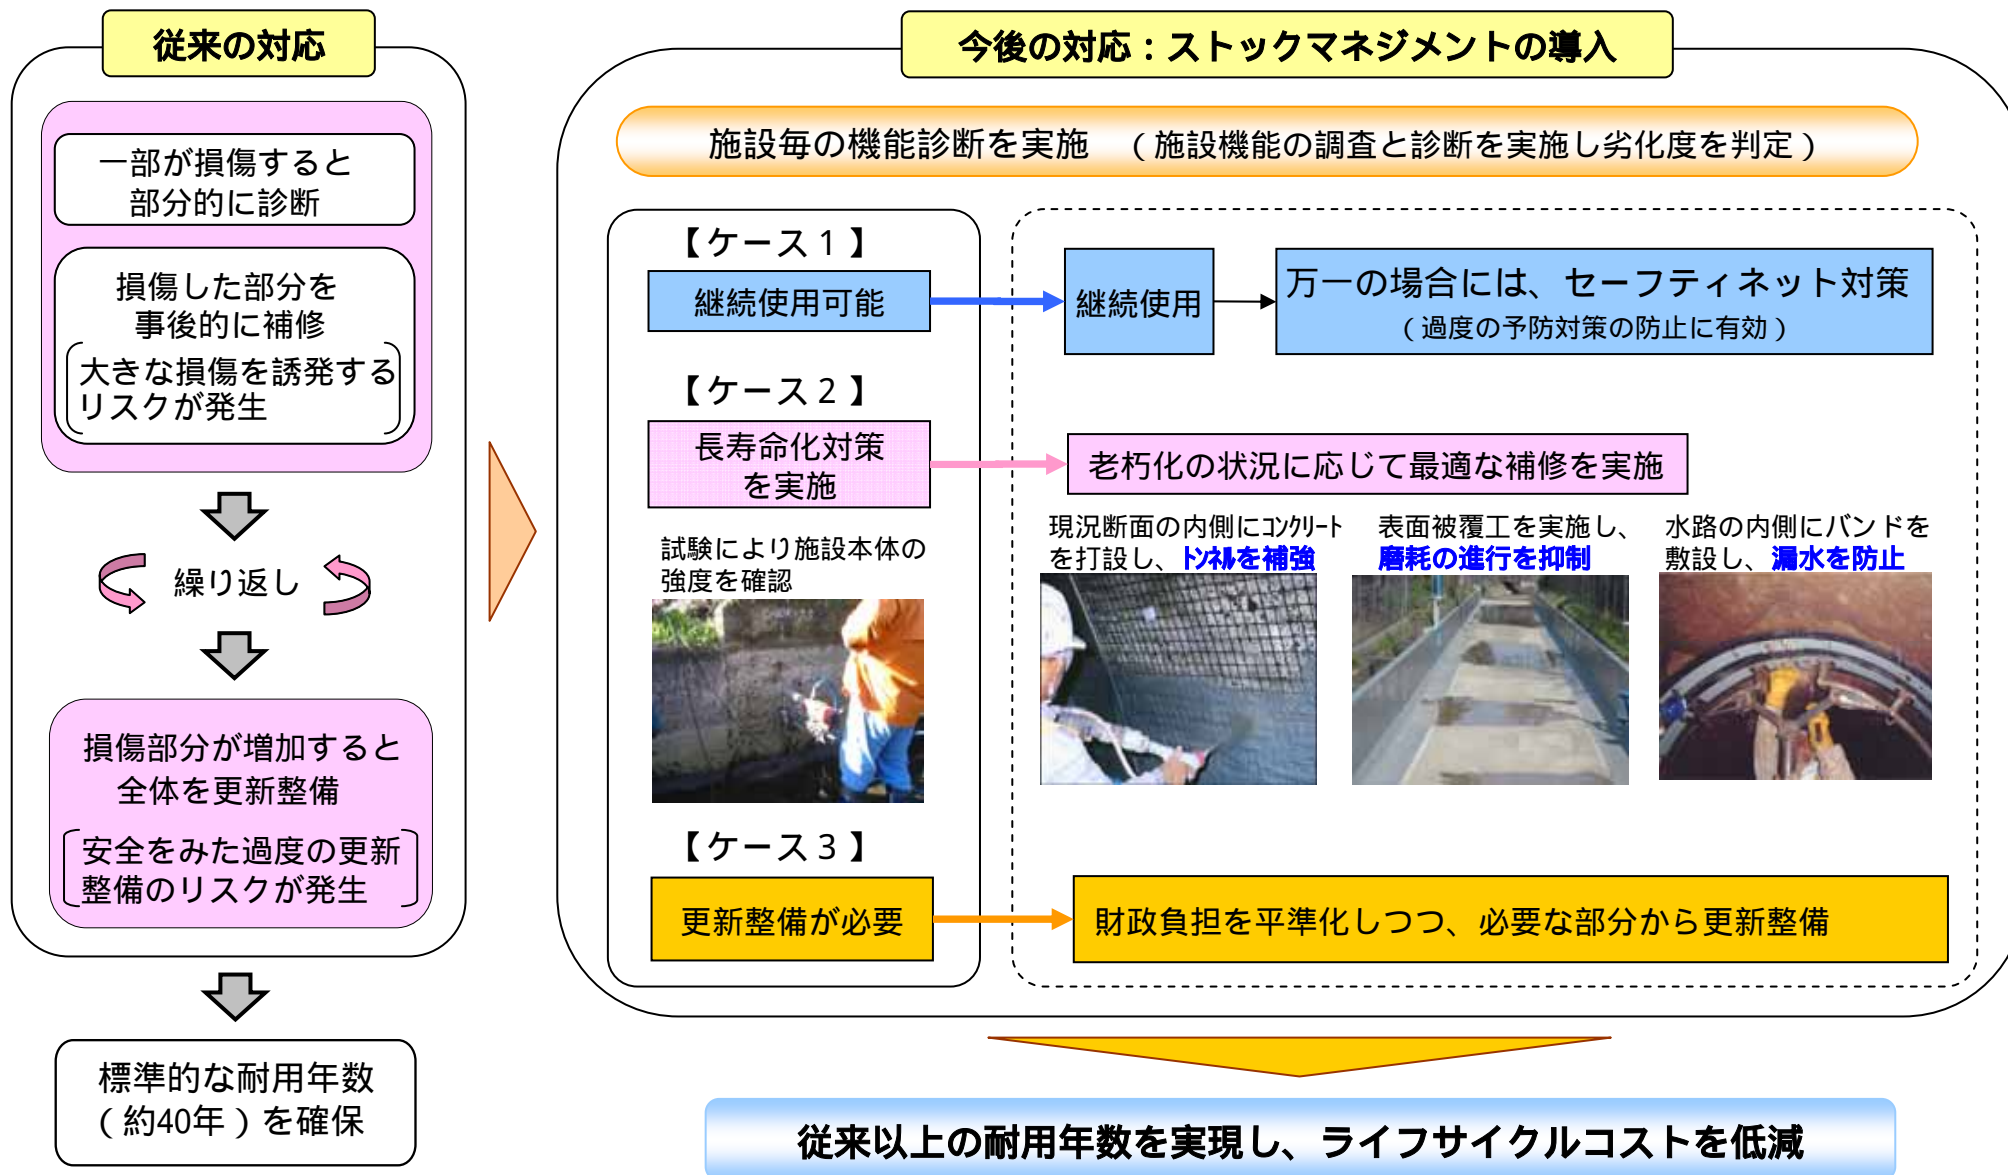 従来の対応
一部が損傷すると
部分的に診断
損傷した部分を
事後的に補修
大きな損傷を誘発する
リスクが発生
繰り返し
損傷部分が増加すると
全体を更新整備
安全をみた過度の更新
整備のリスクが発生
標準的な耐用年数
（約40年）を確保
今後の対応：ストックマネジメントの導入
施設毎の機能診断を実施　（施設機能の調査と診断を実施し劣化度を判定）
【ケース１】
継続使用可能
継続使用
万一の場合には、セーフティネット対策
（過度の予防対策の防止に有効）
【ケース２】
長寿命化対策
を実施
老朽化の状況に応じて最適な補修を実施
試験により施設本体の
強度を確認
現況断面の内側にｺﾝｸﾘｰﾄ
を打設し、ﾄﾝﾈﾙを補強
表面被覆工を実施し、
磨耗の進行を抑制
水路の内側にバンドを
敷設し、漏水を防止
【ケース３】
更新整備が必要
財政負担を平準化しつつ、必要な部分から更新整備
従来以上の耐用年数を実現し、ライフサイクルコストを低減